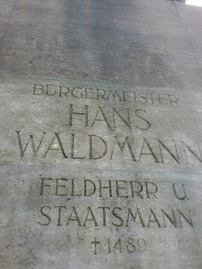 BÜRGERMEISTER
HANS
WALDMANN
FELDHERR U.
STAATSMANN
†1489